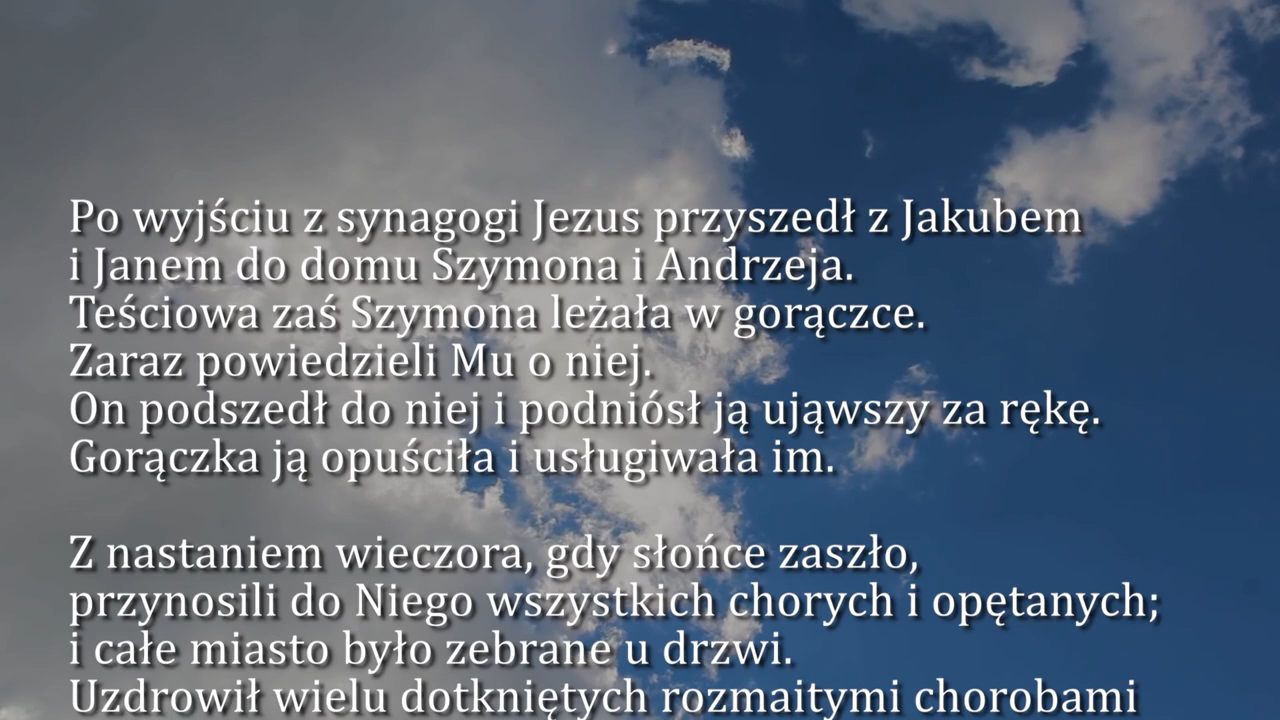 Po wyjściu z synagogi Jezus przyszedł z Jakubem
i Janem do domu Szymona i Andrzeja.
Teściowa zaś Szymona leżała w gorączce.
Zaraz powiedzieli Mu o niej.
On podszedł do niej i podniósł ją ująwszy za rękę.
Gorączka ją opuściła i usługiwała im.
Z nastaniem wieczora, gdy słońce zaszło,
przynosili do Niego wszystkich chorych i opętanych;
i całe miasto było zebrane u drzwi.
Uzdrowił wielu dotkniętych rozmaitymi chorobami